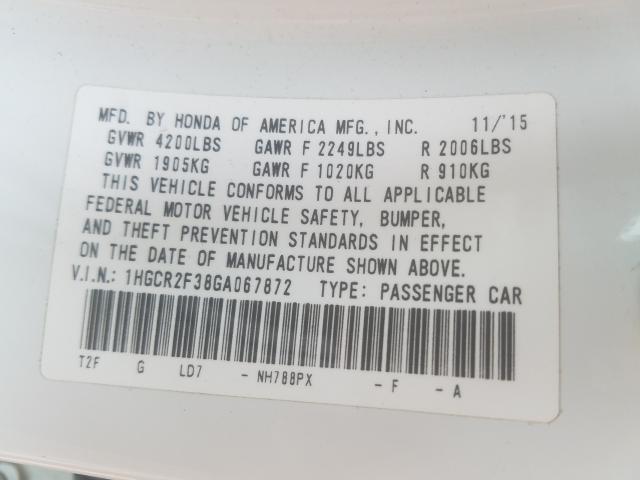 MFD. BY HONDA OF AMERICA MFG., INC. 11/'15
GVWR 4200LBS GAWR F 2249LBS R 2006LBS
GVWR 1905KG GAWR F 1020KG R 910KG
THIS VEHICLE CONFORMS TO ALL APPLICABLE
FEDERAL MOTOR VEHICLE SAFETY, BUMPER,
AND THEFT PREVENTION STANDARDS IN EFFECT
ON THE DATE OF MANUFACTURE SHOWN ABOVE.
V.I.N.: 1HGCR2F38GA067872 TYPE: PASSENGER CAR
T2F G LD7 - NH788PX - F - A